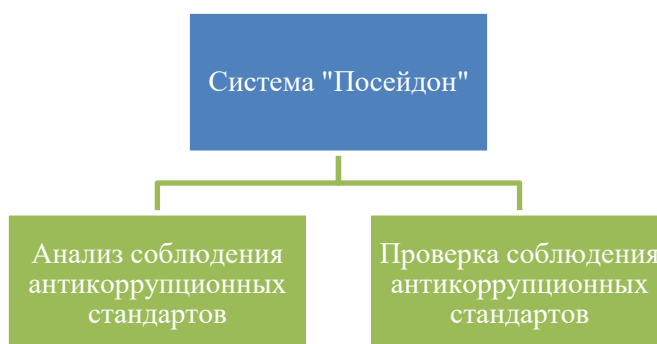 Система "Посейдон"
Анализ соблюдения
антикоррупционных
стандартов
Проверка соблюдения
антикоррупционных
стандартов